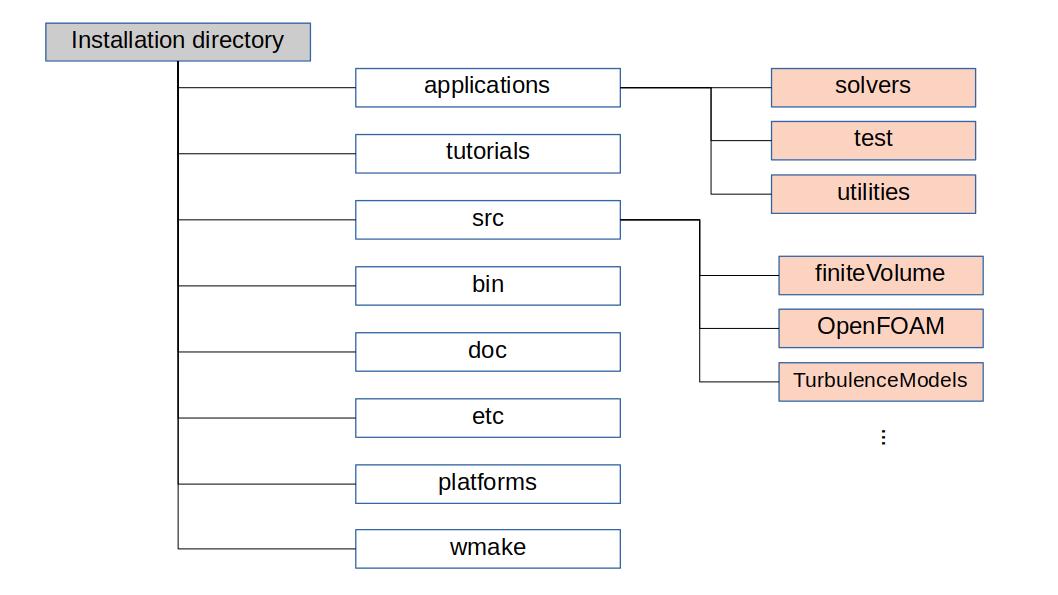 Installation directory
applications
solvers
test
utilities
tutorials
src
finiteVolume
OpenFOAM
TurbulenceModels
...
bin
doc
etc
platforms
wmake